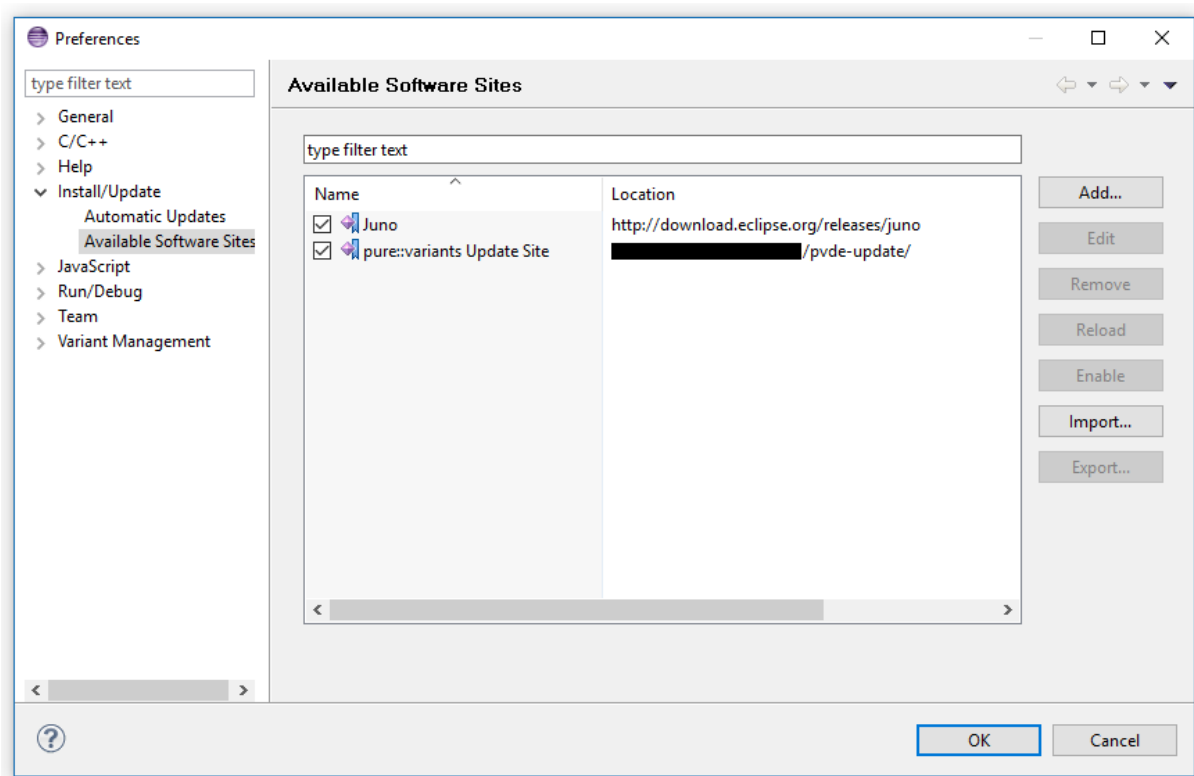 Preferences
type filter text
General
C/C++
Help
Install/Update
Automatic Updates
Available Software Sites
JavaScript
Run/Debug
Team
Variant Management
Available Software Sites
type filter text
Name Location
Juno http://download.eclipse.org/releases/juno
pure::variants Update Site /pvde-update/
Add...
Edit
Remove
Reload
Enable
Import...
Export...
?
OK Cancel